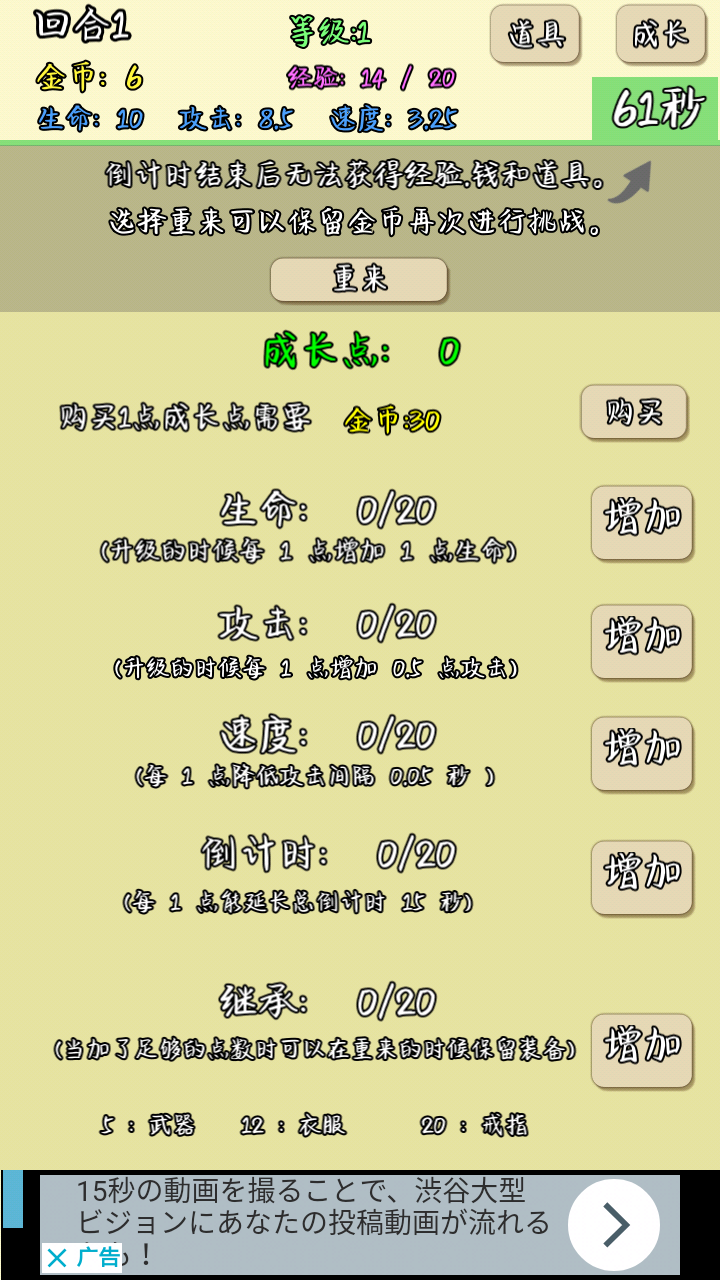 回合1 等级:1 道具 成长
金币: 6 经验: 14 / 20
生命: 10 攻击: 8.5 速度: 3.25 61秒
倒计时结束后无法获得经验,钱和道具。
选择重来可以保留金币再次进行挑战。
重来
成长点: 0
购买1点成长点需要 金币:30 购买
生命: 0/20 增加
(升级的时候每 1 点增加 1 点生命)
攻击: 0/20 增加
(升级的时候每 1 点增加 0.5 点攻击)
速度: 0/20 增加
(每 1 点降低攻击间隔 0.05 秒 )
倒计时: 0/20 增加
(每 1 点能延长总倒计时 15 秒)
继承: 0/20 增加
(当加了足够的点数时可以在重来的时候保留装备)
5 : 武器 12 : 衣服 20 : 戒指
15秒の動画を撮ることで、渋谷大型
ビジョンにあなたの投稿動画が流れる
！
广告